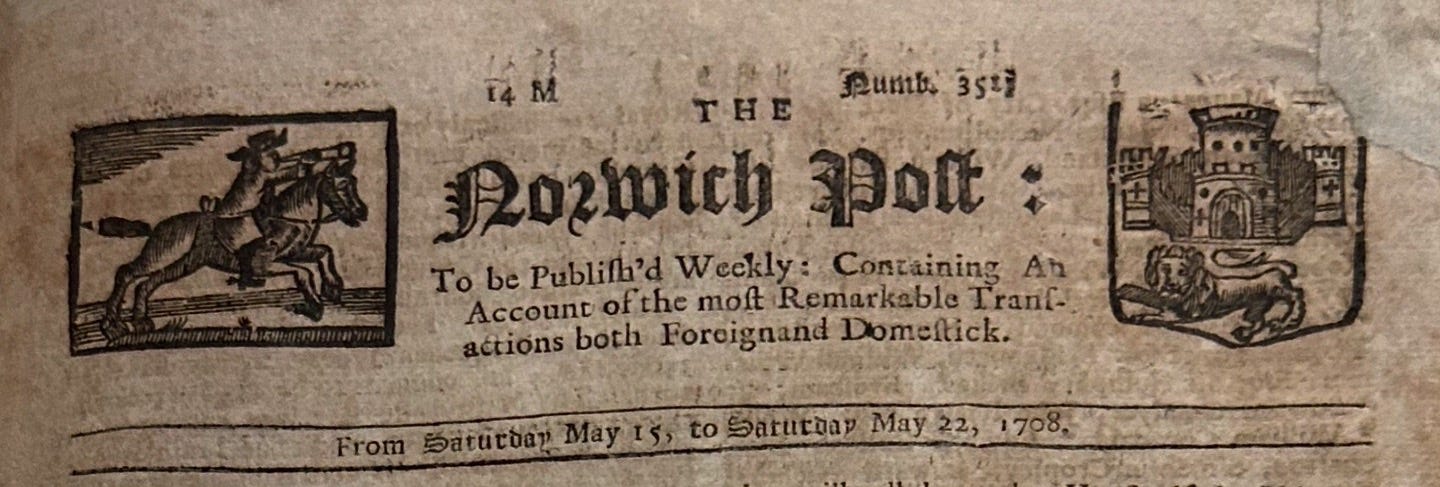 14 M
Numb. 351
THE
Norwich Poſt :
To be Publiſh'd Weekly: Containing An
Account of the moſt Remarkable Tranſ-
actions both Foreignand Domeſtick.
From Saturday May 15, to Saturday May 22, 1708.